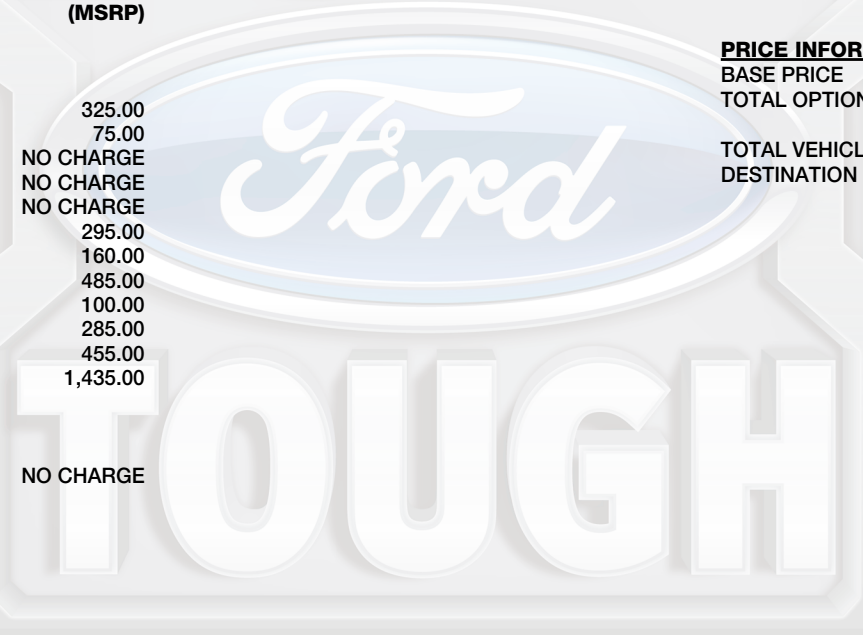 (MSRP)
325.00
75.00
NO CHARGE
NO CHARGE
NO CHARGE
295.00
160.00
485.00
100.00
285.00
455.00
1,435.00
NO CHARGE
PRICE INFOR
BASE PRICE
TOTAL OPTION
TOTAL VEHICL
DESTINATION
Ford
TOUGH